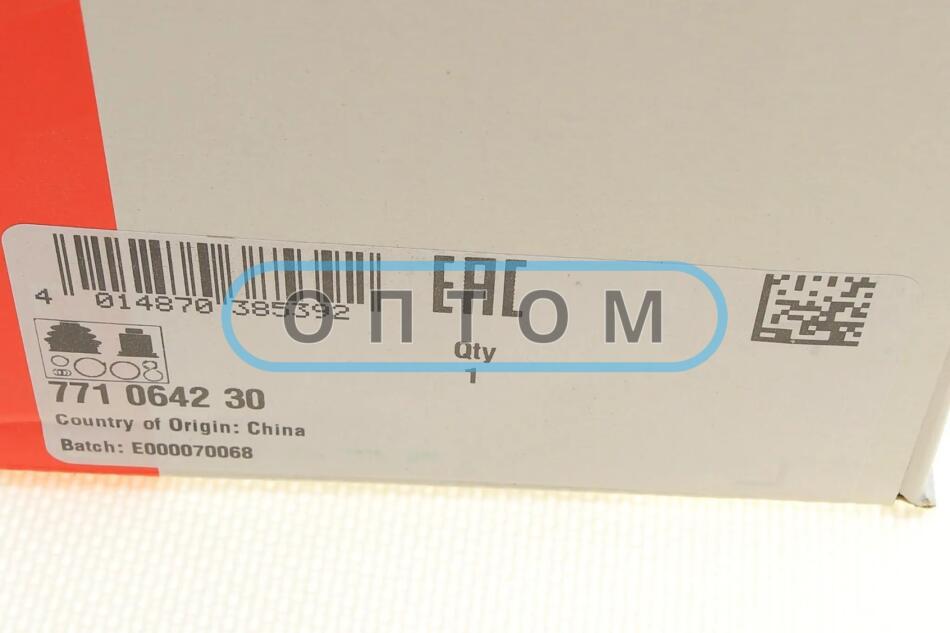 EAC
4 014870 385392
ОПТОМ
Qty
1
771 0642 30
Country of Origin: China
Batch: E000070068